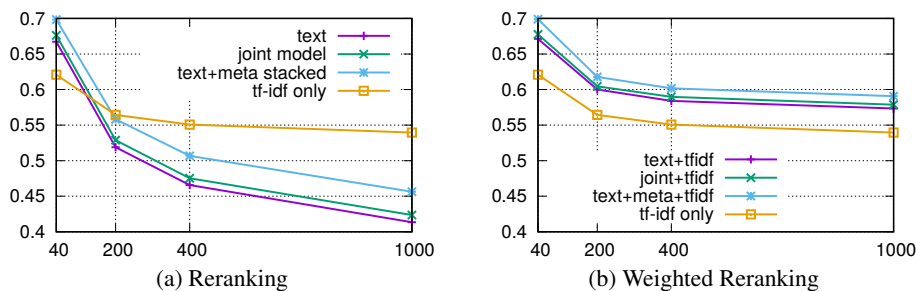 0.7
0.65
0.6
0.55
0.5
0.45
0.4
40 200 400 1000
text
joint model
text+meta stacked
tf-idf only
(a) Reranking
0.7
0.65
0.6
0.55
0.5
0.45
0.4
40 200 400 1000
text+tfidf
joint+tfidf
text+meta+tfidf
tf-idf only
(b) Weighted Reranking